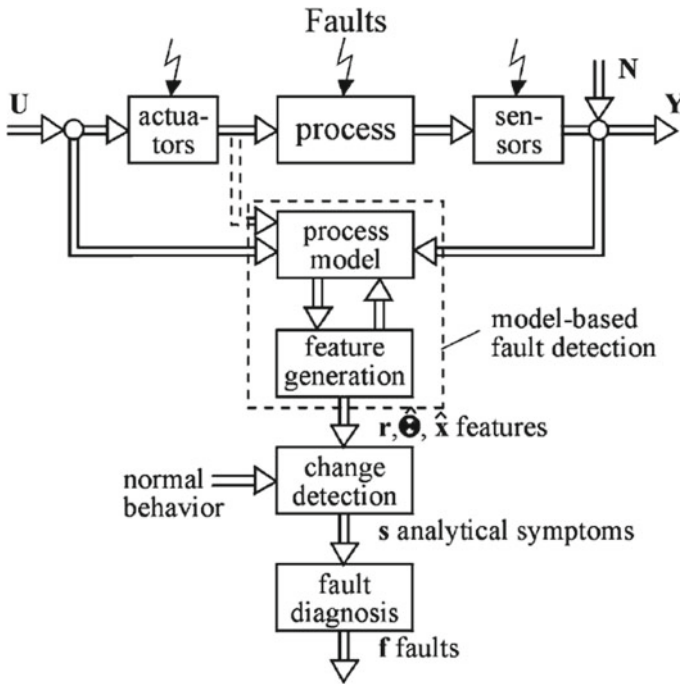 Faults
N
U
Y
actua-
tors
process
sen-
sors
process
model
model-based
fault detection
feature
generation
r, Θ̂, x̂ features
normal
behavior
change
detection
s analytical symptoms
fault
diagnosis
f faults